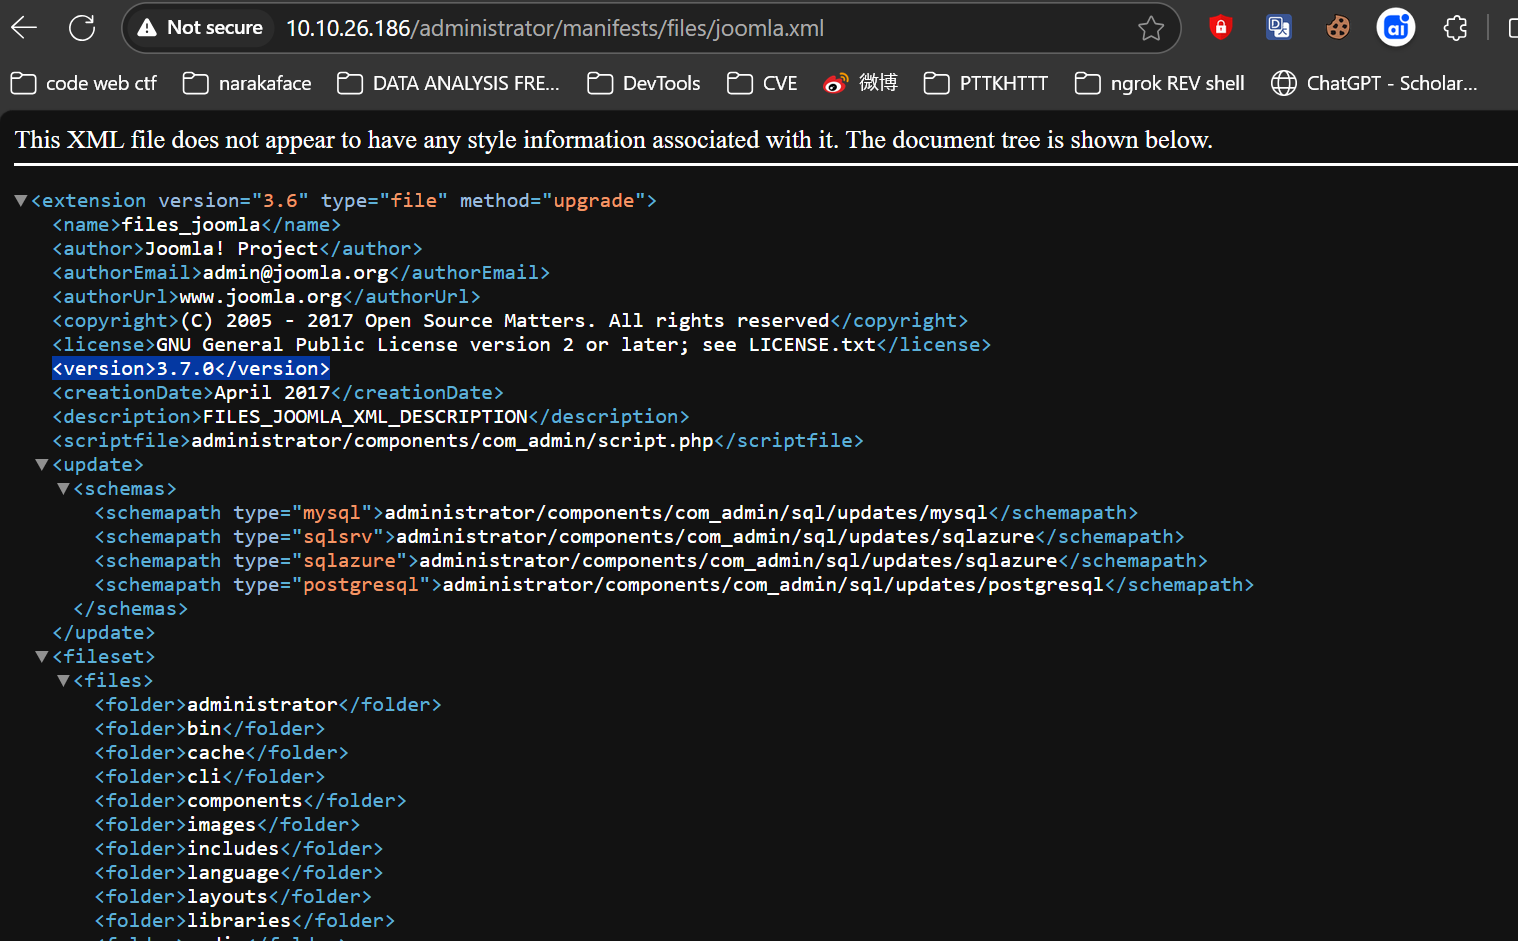 Not secure 10.10.26.186/administrator/manifests/files/joomla.xml
code web ctf narakaface DATA ANALYSIS FRE... DevTools CVE 微博 PTTKHTTT ngrok REV shell ChatGPT - Scholar...
This XML file does not appear to have any style information associated with it. The document tree is shown below.
<extension version="3.6" type="file" method="upgrade">
<name>files_joomla</name>
<author>Joomla! Project</author>
<authorEmail>admin@joomla.org</authorEmail>
<authorUrl>www.joomla.org</authorUrl>
<copyright>(C) 2005 - 2017 Open Source Matters. All rights reserved</copyright>
<license>GNU General Public License version 2 or later; see LICENSE.txt</license>
<version>3.7.0</version>
<creationDate>April 2017</creationDate>
<description>FILES_JOOMLA_XML_DESCRIPTION</description>
<scriptfile>administrator/components/com_admin/script.php</scriptfile>
<update>
<schemas>
<schemapath type="mysql">administrator/components/com_admin/sql/updates/mysql</schemapath>
<schemapath type="sqlsrv">administrator/components/com_admin/sql/updates/sqlazure</schemapath>
<schemapath type="sqlazure">administrator/components/com_admin/sql/updates/sqlazure</schemapath>
<schemapath type="postgresql">administrator/components/com_admin/sql/updates/postgresql</schemapath>
</schemas>
</update>
<fileset>
<files>
<folder>administrator</folder>
<folder>bin</folder>
<folder>cache</folder>
<folder>cli</folder>
<folder>components</folder>
<folder>images</folder>
<folder>includes</folder>
<folder>language</folder>
<folder>layouts</folder>
<folder>libraries</folder>